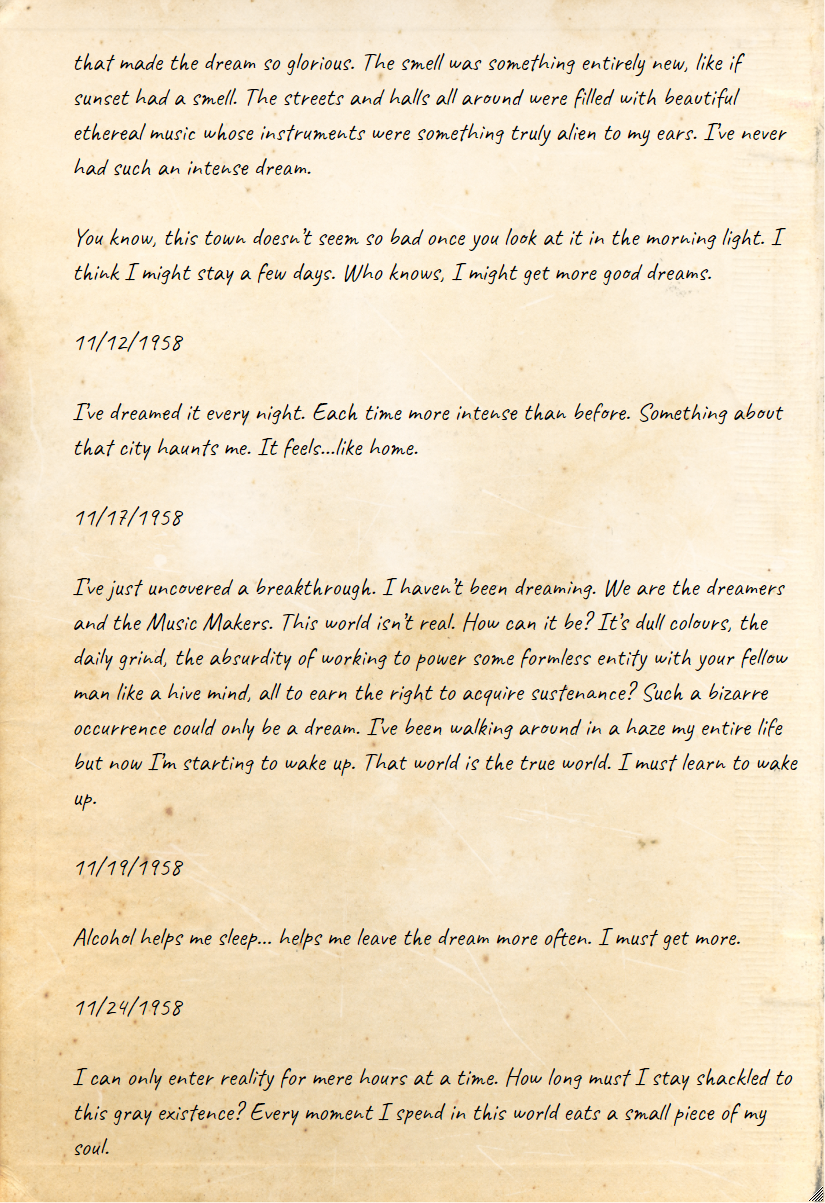 that made the dream so glorious. The smell was something entirely new, like if
sunset had a smell. The streets and halls all around were filled with beautiful
ethereal music whose instruments were something truly alien to my ears. I've never
had such an intense dream.
You know, this town doesn't seem so bad once you look at it in the morning light. I
think I might stay a few days. Who knows, I might get more good dreams.
11/12/1958
I've dreamed it every night. Each time more intense than before. Something about
that city haunts me. It feels...like home.
11/17/1958
I've just uncovered a breakthrough. I haven't been dreaming. We are the dreamers
and the Music Makers. This world isn't real. How can it be? It's dull colours, the
daily grind, the absurdity of working to power some formless entity with your fellow
man like a hive mind, all to earn the right to acquire sustenance? Such a bizarre
occurrence could only be a dream. I've been walking around in a haze my entire life
but now I'm starting to wake up. That world is the true world. I must learn to wake
up.
11/19/1958
Alcohol helps me sleep... helps me leave the dream more often. I must get more.
11/24/1958
I can only enter reality for mere hours at a time. How long must I stay shackled to
this gray existence? Every moment I spend in this world eats a small piece of my
soul.